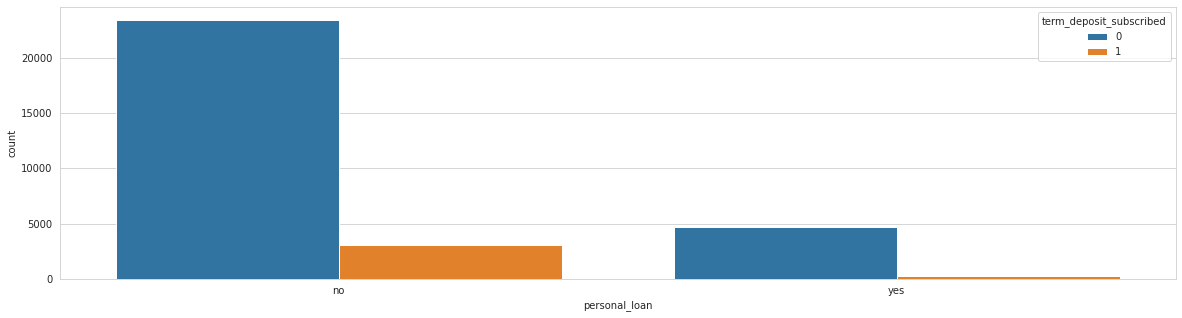 term_deposit_subscribed
0
1
20000
15000
10000
5000
0
count
no
yes
personal_loan